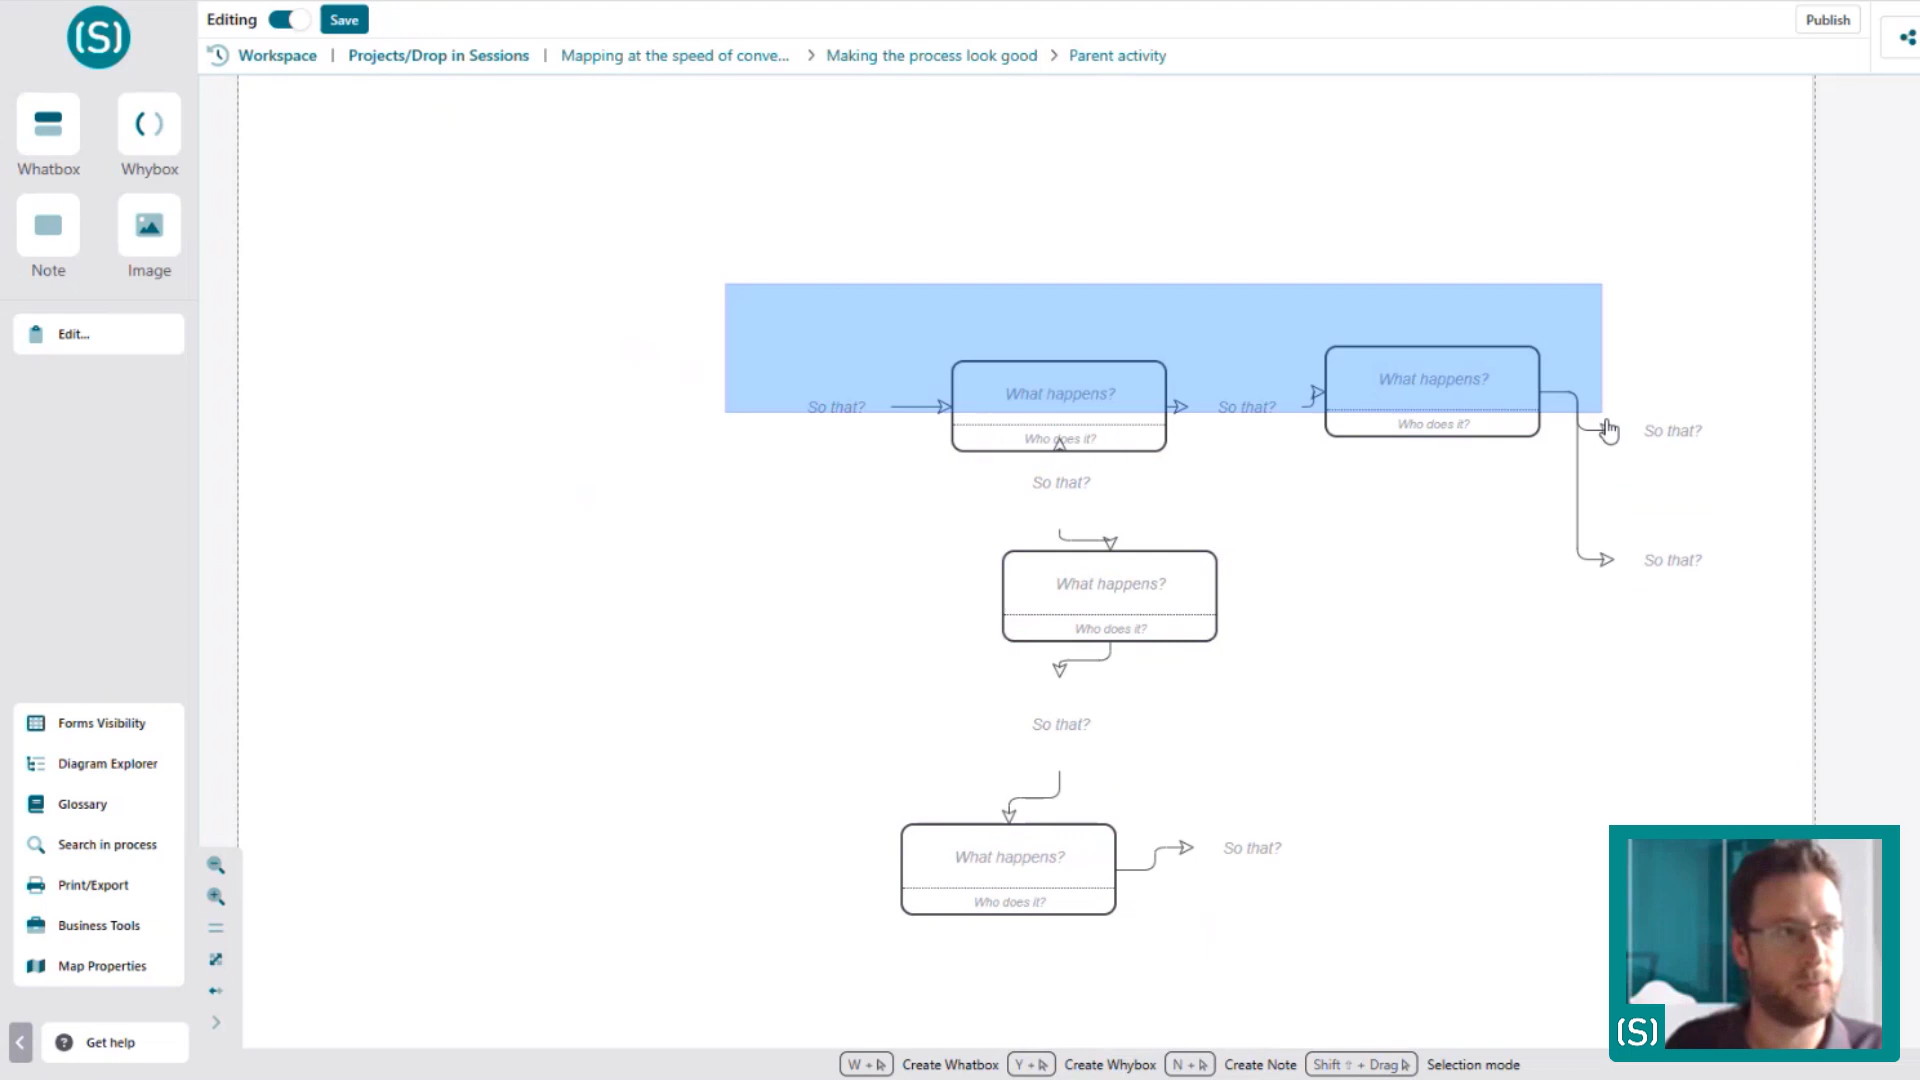 (S)
Editing
Save
Publish
Workspace | Projects/Drop in Sessions | Mapping at the speed of conve... > Making the process look good > Parent activity
Whatbox
Whybox
Note
Image
Edit...
What happens?
What happens?
So that?
So that?
Who does it?
Who does it?
So that?
So that?
So that?
What happens?
Who does it?
So that?
What happens?
So that?
Who does it?
Forms Visibility
Diagram Explorer
Glossary
Search in process
Print/Export
Business Tools
Map Properties
Get help
(S)
W + Create Whatbox Y + Create Whybox N + Create Note Shift ⇧ + Drag Selection mode